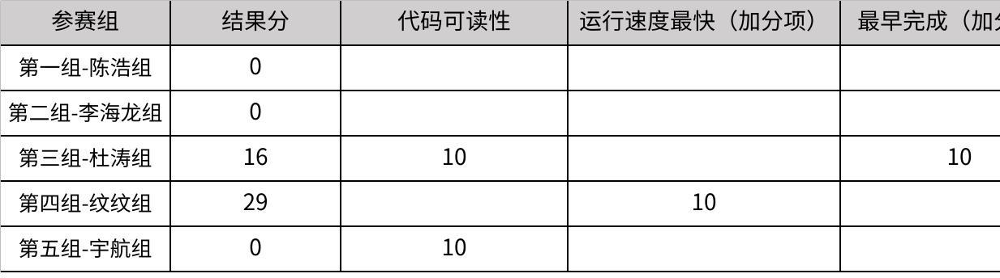 参赛组 结果分 代码可读性 运行速度最快（加分项） 最早完成（加
第一组-陈浩组 0
第二组-李海龙组 0
第三组-杜涛组 16 10 10
第四组-纹纹组 29 10
第五组-宇航组 0 10